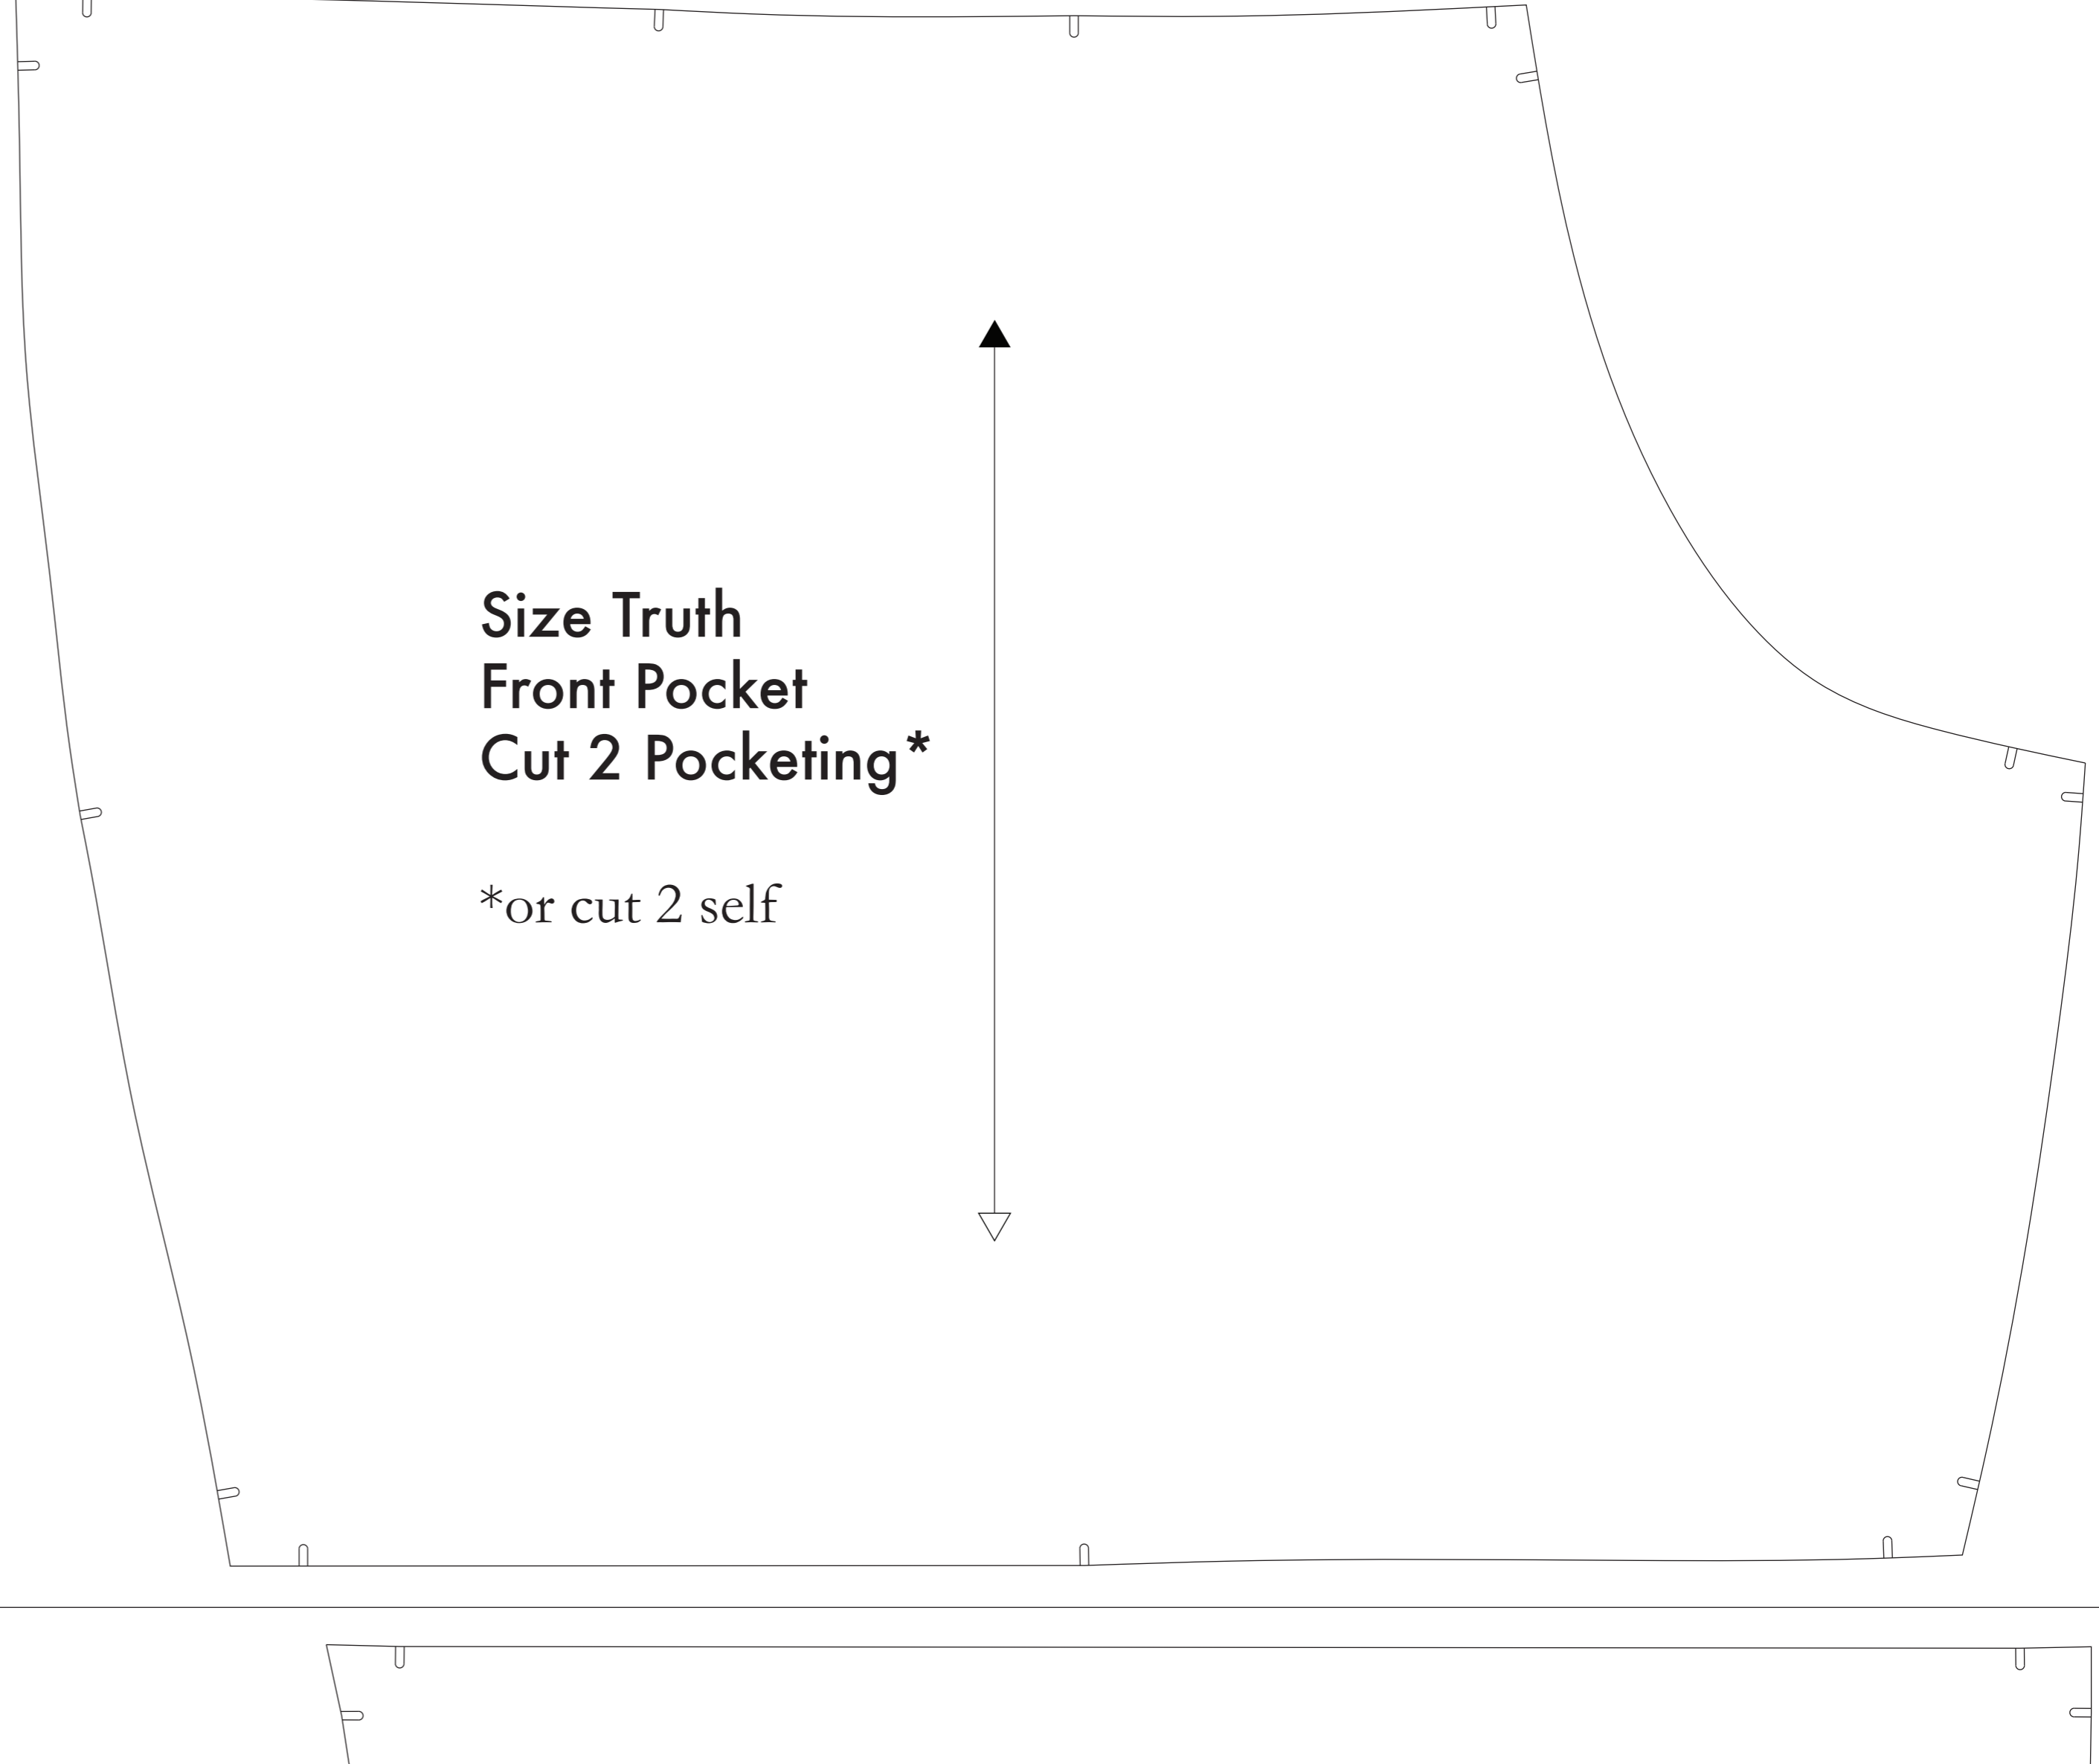 Size Truth
Front Pocket
Cut 2 Pocketing*
*or cut 2 self